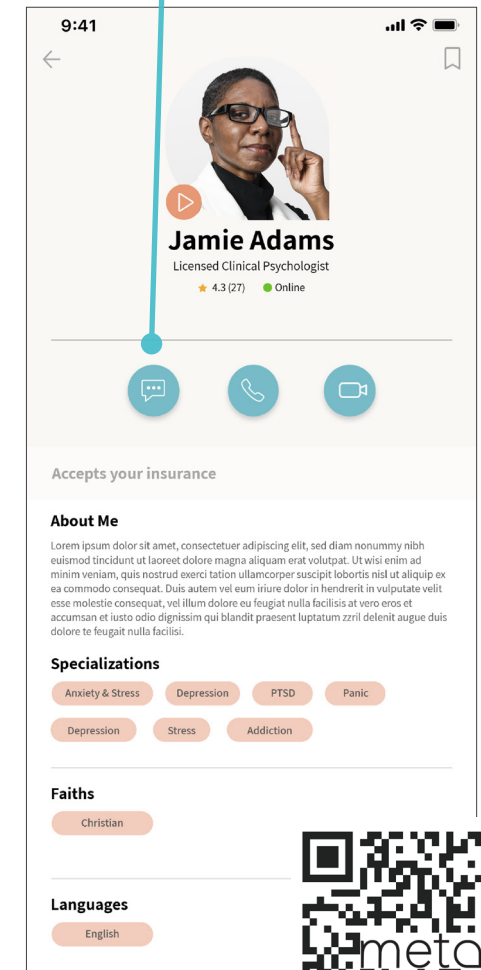 9:41
Jamie Adams
Licensed Clinical Psychologist
4.3 (27) Online
Accepts your insurance
About Me
Lorem ipsum dolor sit amet, consectetuer adipiscing elit, sed diam nonummy nibh
euismod tincidunt ut laoreet dolore magna aliquam erat volutpat. Ut wisi enim ad
minim veniam, quis nostrud exerci tation ullamcorper suscipit lobortis nisl ut aliquip ex
ea commodo consequat. Duis autem vel eum iriure dolor in hendrerit in vulputate velit
esse molestie consequat, vel illum dolore eu feugiat nulla facilisis at vero eros et
accumsan et iusto odio dignissim qui blandit praesent luptatum zzril delenit augue duis
dolore te feugait nulla facilisi.
Specializations
Anxiety & Stress Depression PTSD Panic
Depression Stress Addiction
Faiths
Christian
Languages
English
meta